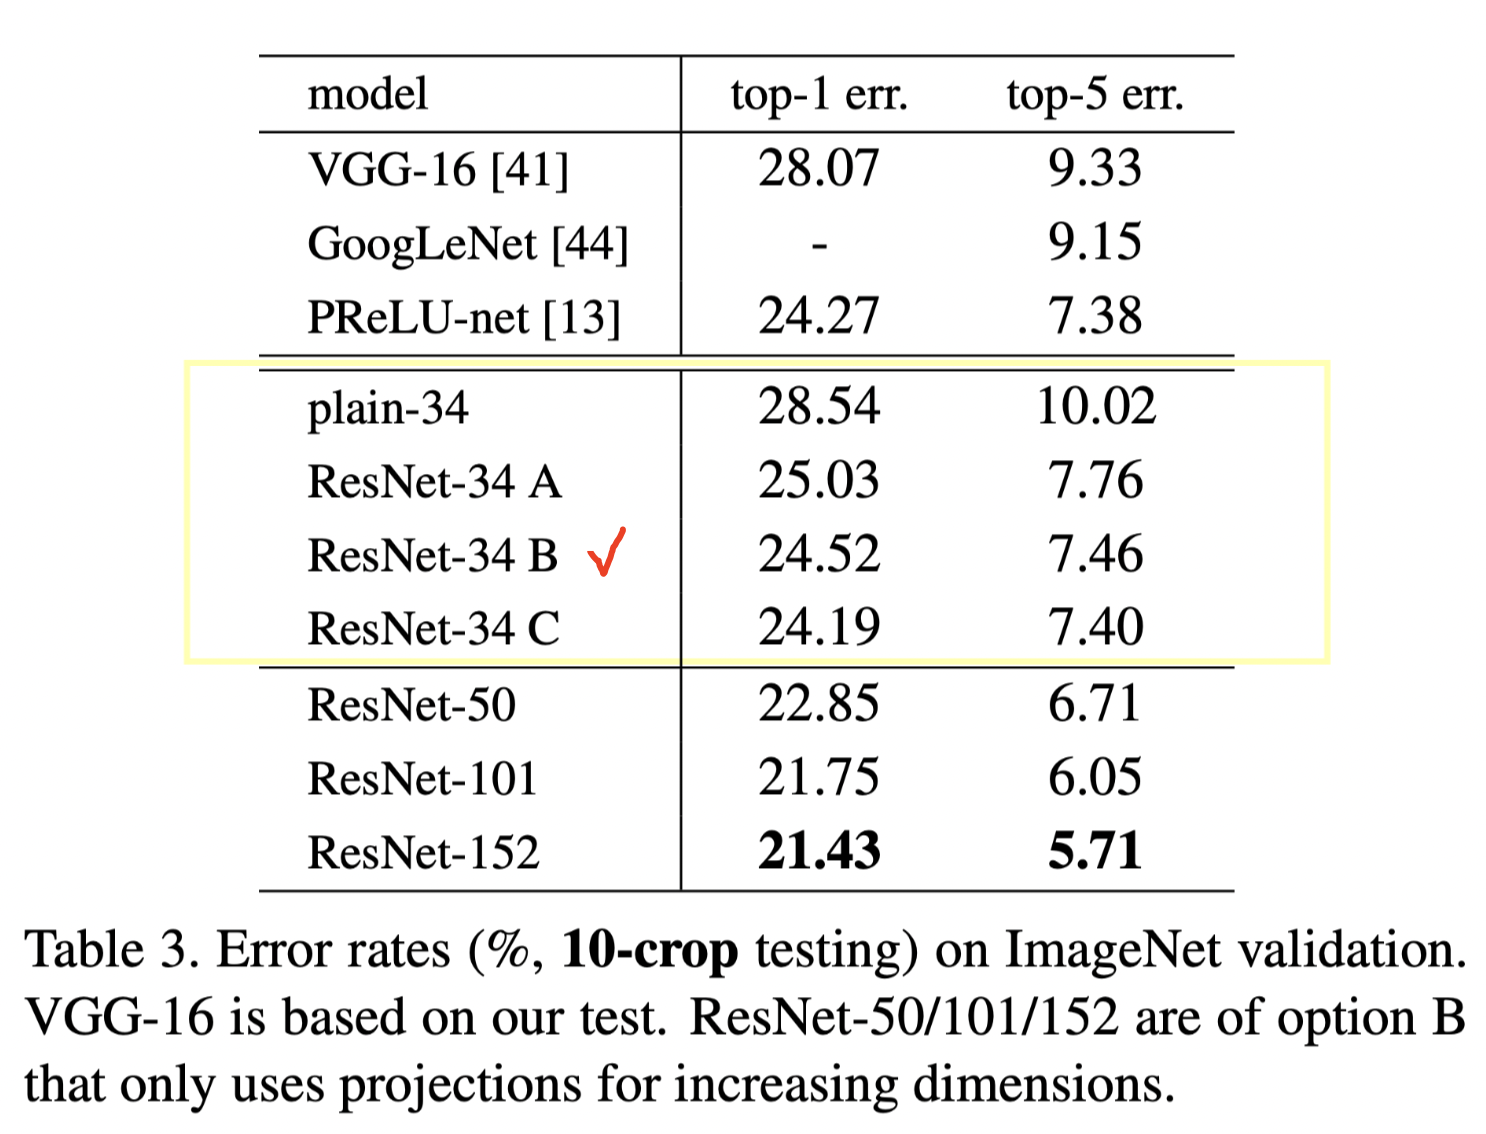 model top-1 err. top-5 err.
VGG-16 [41] 28.07 9.33
GoogLeNet [44] - 9.15
PReLU-net [13] 24.27 7.38
plain-34 28.54 10.02
ResNet-34 A 25.03 7.76
ResNet-34 B ✓ 24.52 7.46
ResNet-34 C 24.19 7.40
ResNet-50 22.85 6.71
ResNet-101 21.75 6.05
ResNet-152 21.43 5.71
Table 3. Error rates (%, 10-crop testing) on ImageNet validation.
VGG-16 is based on our test. ResNet-50/101/152 are of option B
that only uses projections for increasing dimensions.